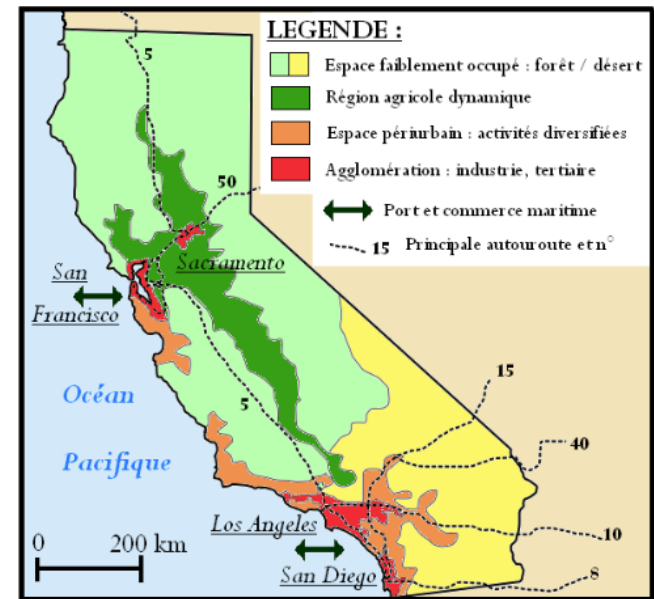 LEGENDE :
Espace faiblement occupé : forêt / désert
Région agricole dynamique
Espace périurbain : activités diversifiées
Agglomération : industrie, tertiaire
Port et commerce maritime
15 Principale autouroute et n°
5
50
Sacramento
San
Francisco
Océan
Pacifique
5
15
40
Los Angeles
10
San Diego
8
0 200 km